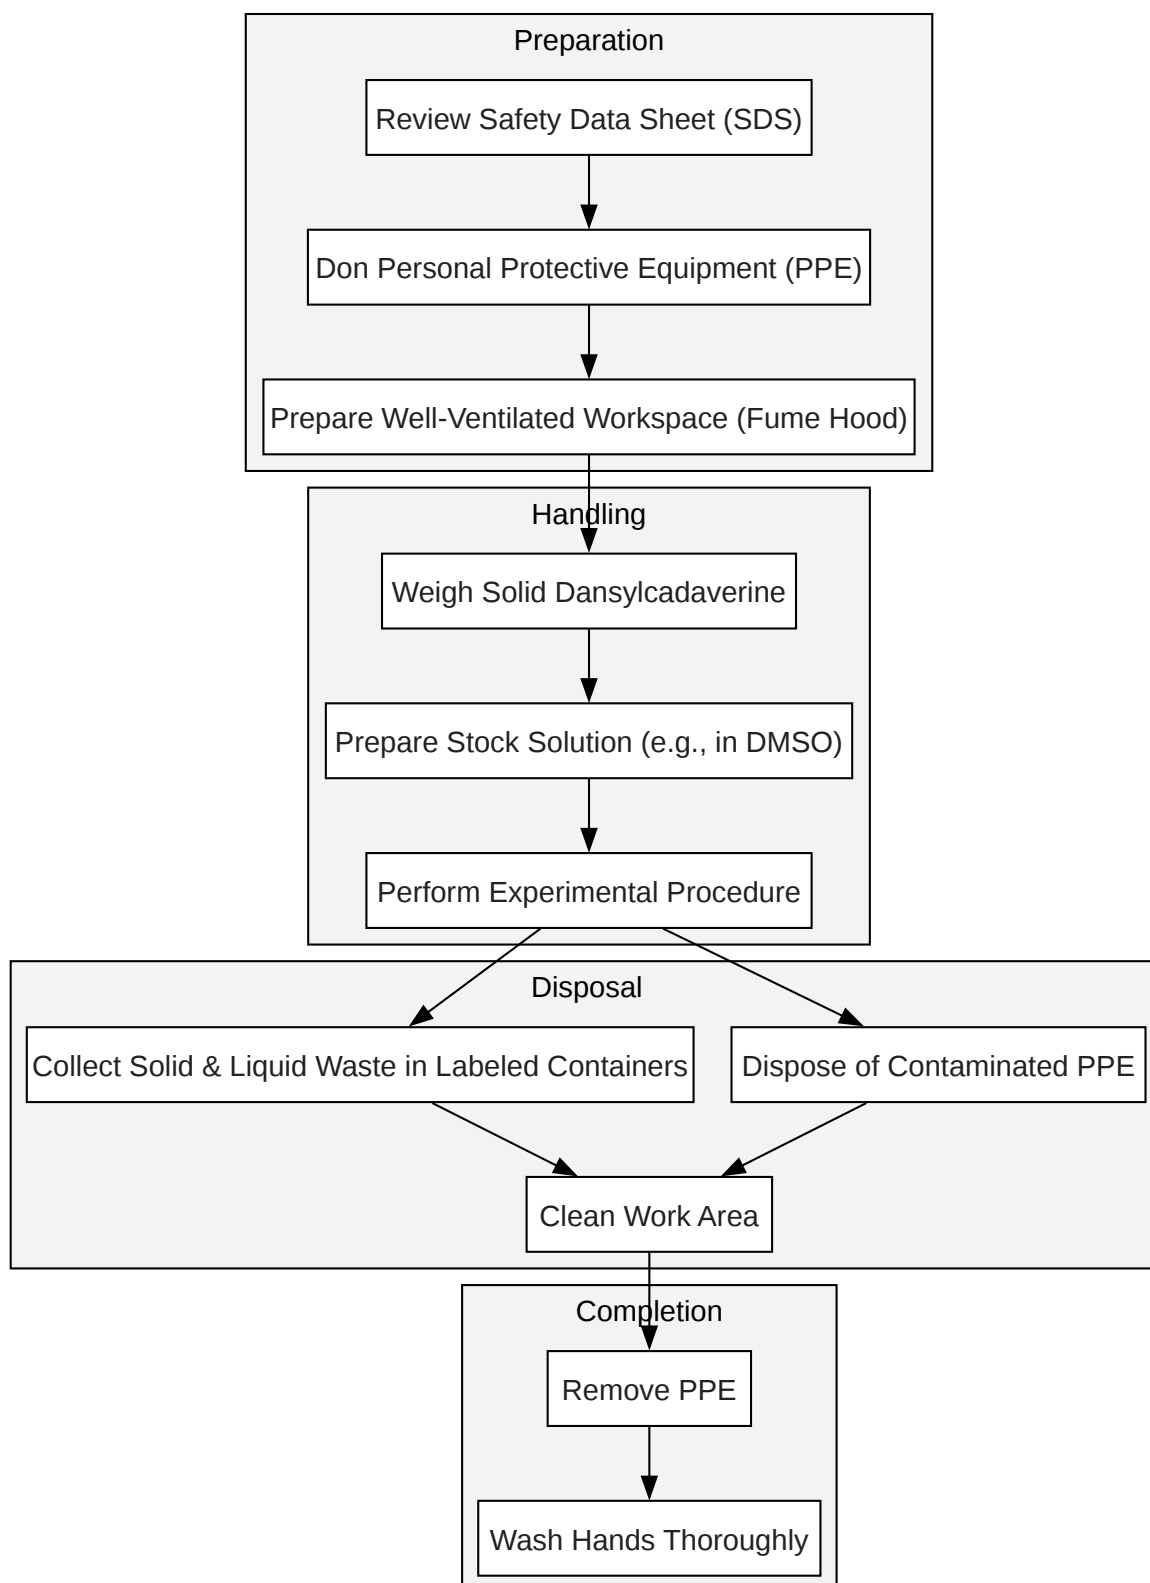 Preparation
Review Safety Data Sheet (SDS)
Don Personal Protective Equipment (PPE)
Prepare Well-Ventilated Workspace (Fume Hood)
Handling
Weigh Solid Dansylcadaverine
Prepare Stock Solution (e.g., in DMSO)
Perform Experimental Procedure
Disposal
Collect Solid & Liquid Waste in Labeled Containers
Dispose of Contaminated PPE
Clean Work Area
Completion
Remove PPE
Wash Hands Thoroughly